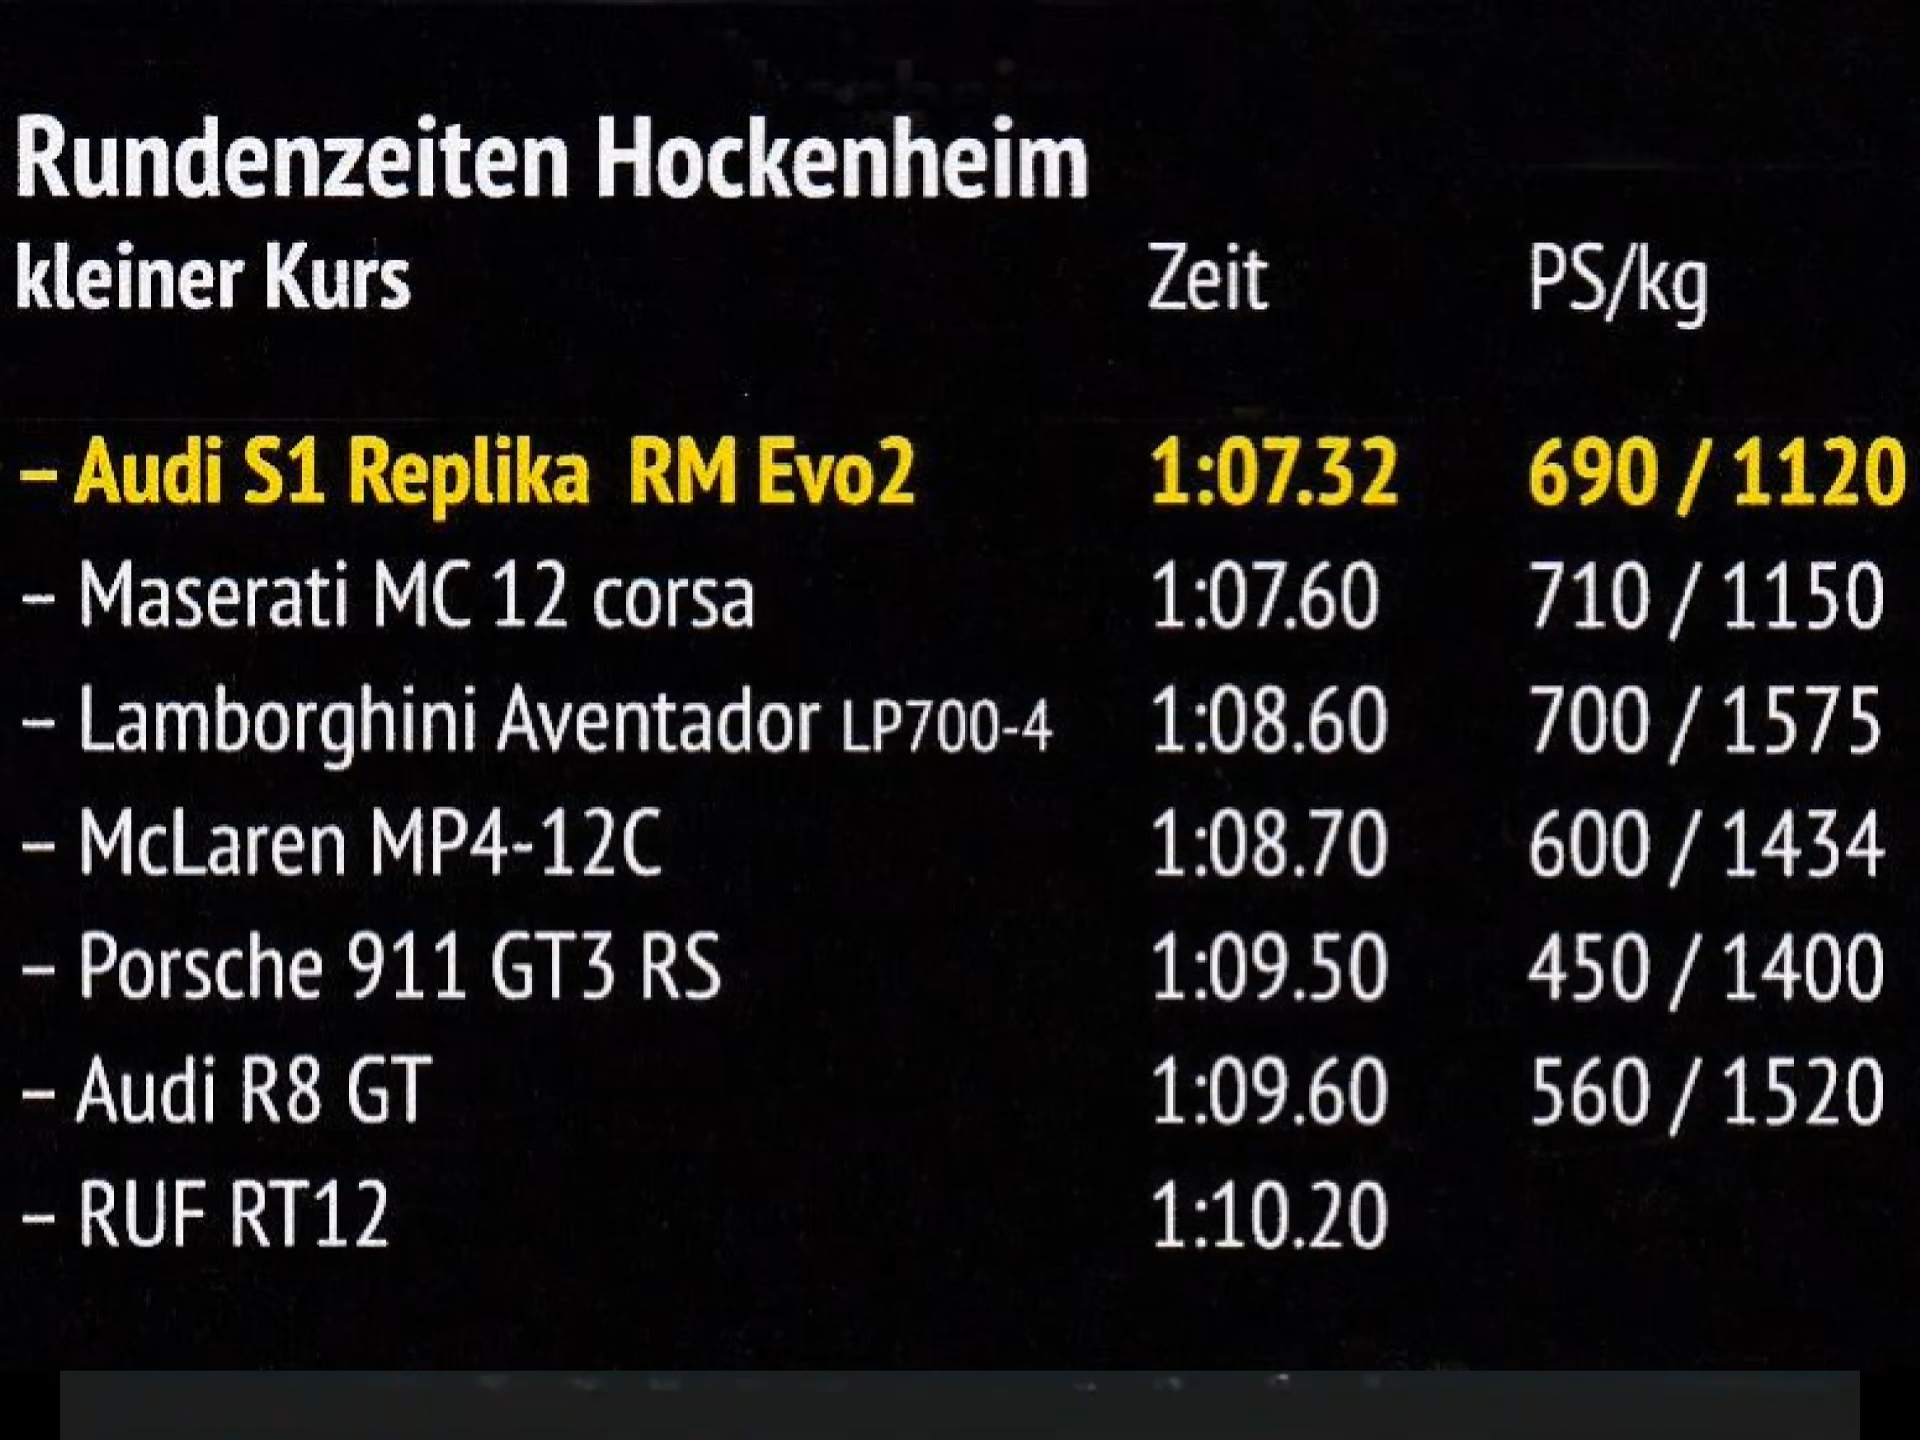 Rundenzeiten Hockenheim
kleiner Kurs Zeit PS/kg
– Audi S1 Replika RM Evo2 1:07.32 690 / 1120
– Maserati MC 12 corsa 1:07.60 710 / 1150
– Lamborghini Aventador LP700-4 1:08.60 700 / 1575
– McLaren MP4-12C 1:08.70 600 / 1434
– Porsche 911 GT3 RS 1:09.50 450 / 1400
– Audi R8 GT 1:09.60 560 / 1520
– RUF RT12 1:10.20